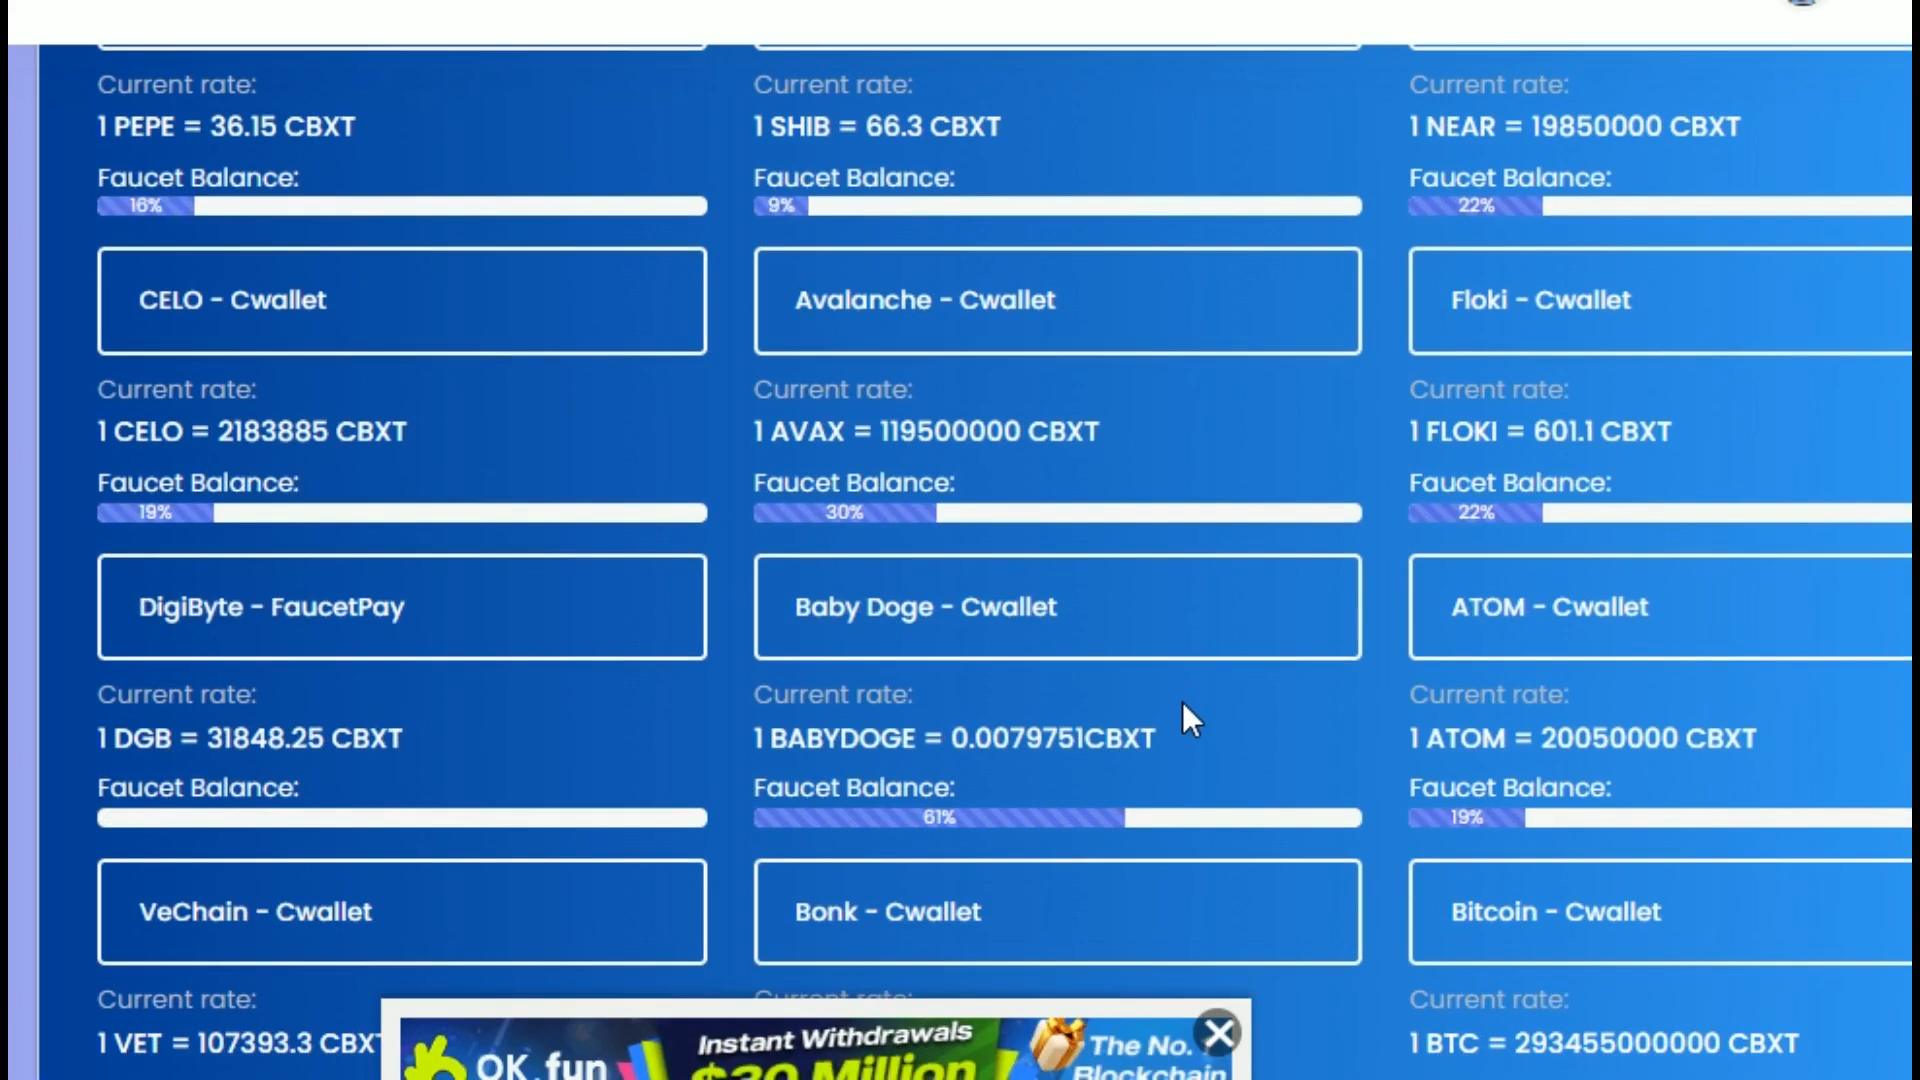 Current rate:
1 PEPE = 36.15 CBXT
Faucet Balance:
16%
Current rate:
1 SHIB = 66.3 CBXT
Faucet Balance:
9%
Current rate:
1 NEAR = 19850000 CBXT
Faucet Balance:
22%
CELO - Cwallet
Current rate:
1 CELO = 2183885 CBXT
Faucet Balance:
19%
Avalanche - Cwallet
Current rate:
1 AVAX = 119500000 CBXT
Faucet Balance:
30%
Floki - Cwallet
Current rate:
1 FLOKI = 601.1 CBXT
Faucet Balance:
22%
DigiByte - FaucetPay
Current rate:
1 DGB = 31848.25 CBXT
Faucet Balance:
Baby Doge - Cwallet
Current rate:
1 BABYDOGE = 0.0079751CBXT
Faucet Balance:
61%
ATOM - Cwallet
Current rate:
1 ATOM = 20050000 CBXT
Faucet Balance:
19%
VeChain - Cwallet
Current rate:
1 VET = 107393.3 CBXT
Bonk - Cwallet
Current rate:
Bitcoin - Cwallet
Current rate:
1 BTC = 293455000000 CBXT
OK.fun
Instant Withdrawals
$30 Million
The No.
Blockchain